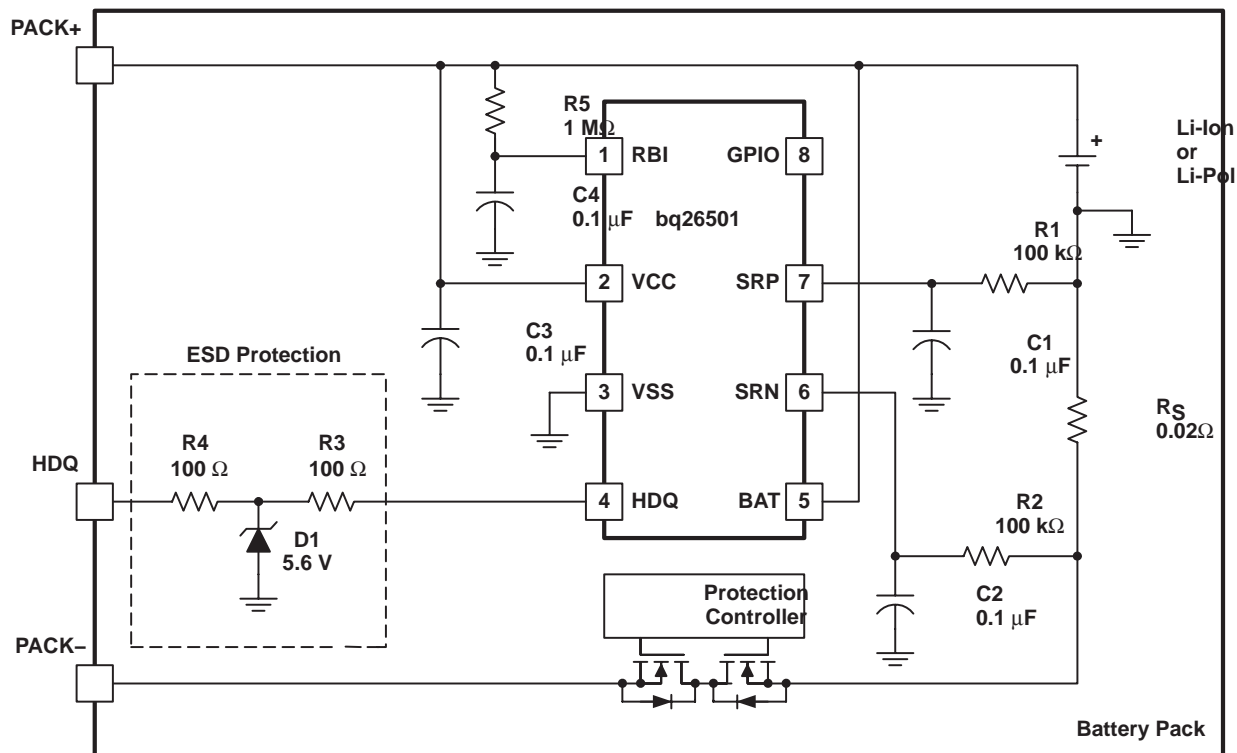 PACK+
R5
1 MΩ
1
RBI
GPIO
8
+
Li-Ion
or
Li-Pol
C4
0.1 μF
bq26501
R1
100 kΩ
2
VCC
SRP
7
C3
0.1 μF
C1
0.1 μF
ESD Protection
3
VSS
SRN
6
RS
0.02Ω
R4
100 Ω
R3
100 Ω
HDQ
4
HDQ
BAT
5
R2
100 kΩ
D1
5.6 V
Protection
Controller
C2
0.1 μF
PACK–
Battery Pack